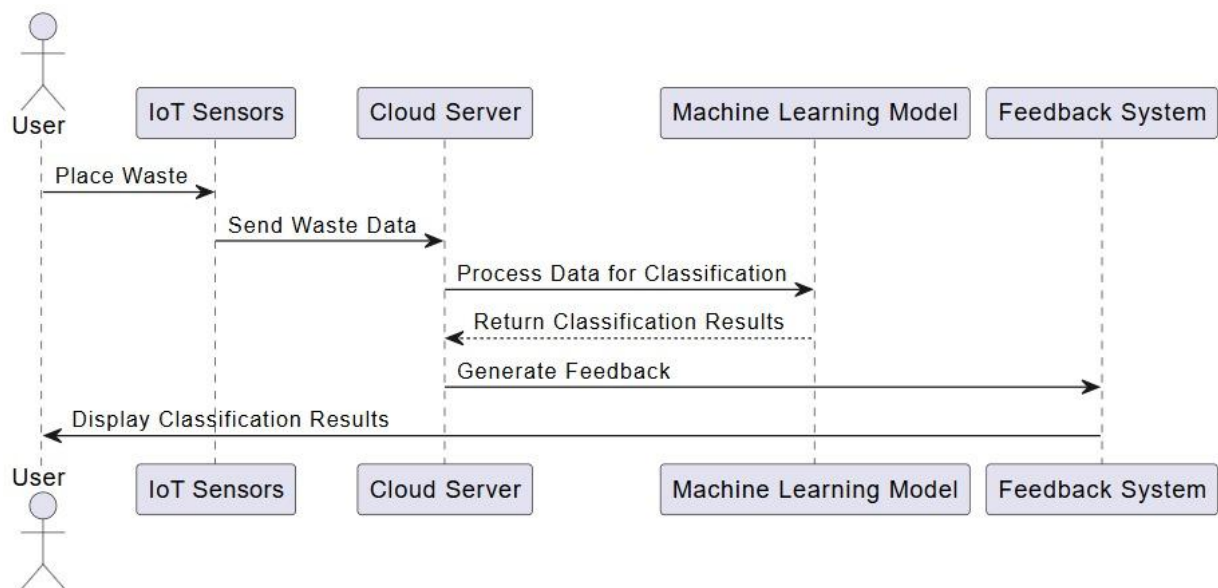 User
IoT Sensors
Cloud Server
Machine Learning Model
Feedback System
Place Waste
Send Waste Data
Process Data for Classification
Return Classification Results
Generate Feedback
Display Classification Results
User
IoT Sensors
Cloud Server
Machine Learning Model
Feedback System